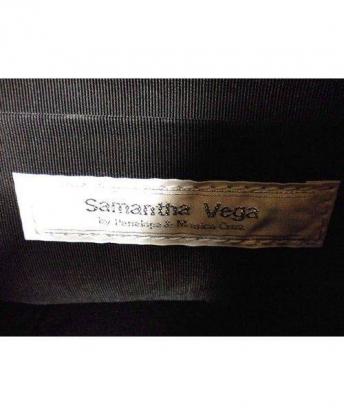 Samantha Vega
by Penelope & Monica Cruz